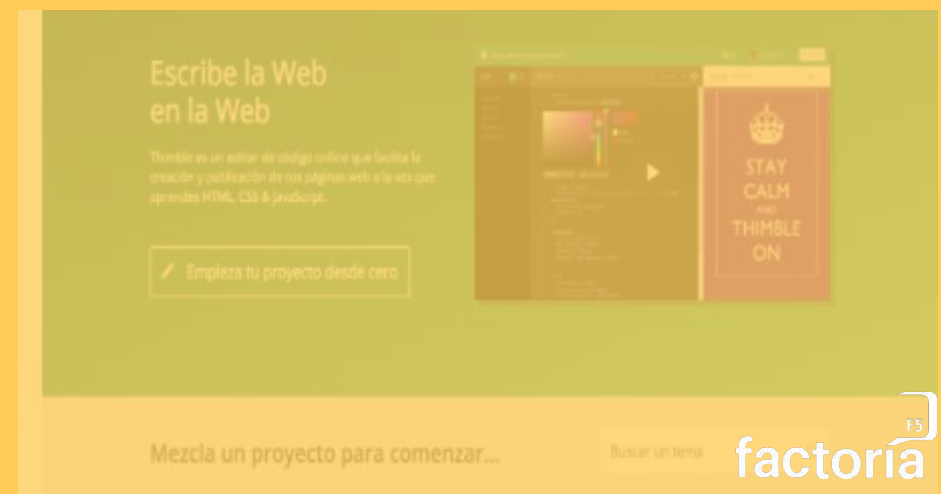 Escribe la Web
en la Web
Thimble es un editor de código online que facilita la
creación y publicación de tus páginas web a la vez que
aprendes HTML, CSS & JavaScript.
Empieza tu proyecto desde cero
STAY
CALM
AND
THIMBLE
ON
Mezcla un proyecto para comenzar...
Buscar un tema
F5
factoría